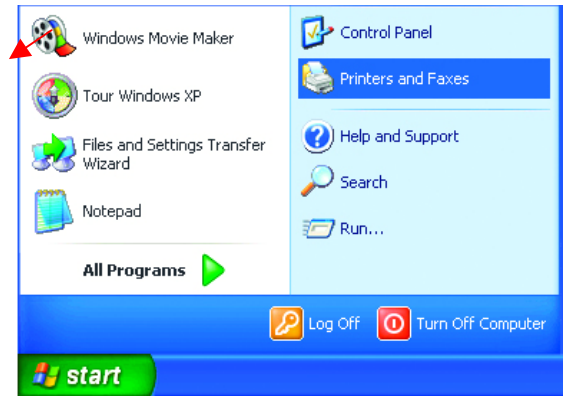 Windows Movie Maker
Tour Windows XP
Files and Settings Transfer
Wizard
Notepad
All Programs
Control Panel
Printers and Faxes
Help and Support
Search
Run...
Log Off
Turn Off Computer
start